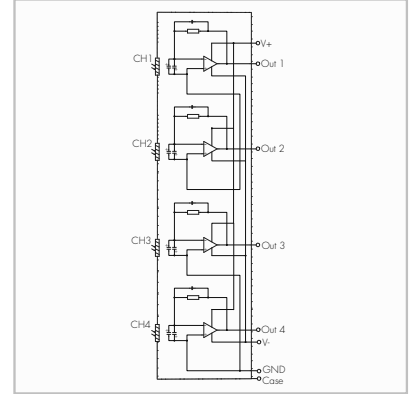 V+
CH1
Out 1
CH2
Out 2
CH3
Out 3
CH4
Out 4
V-
GND
Case